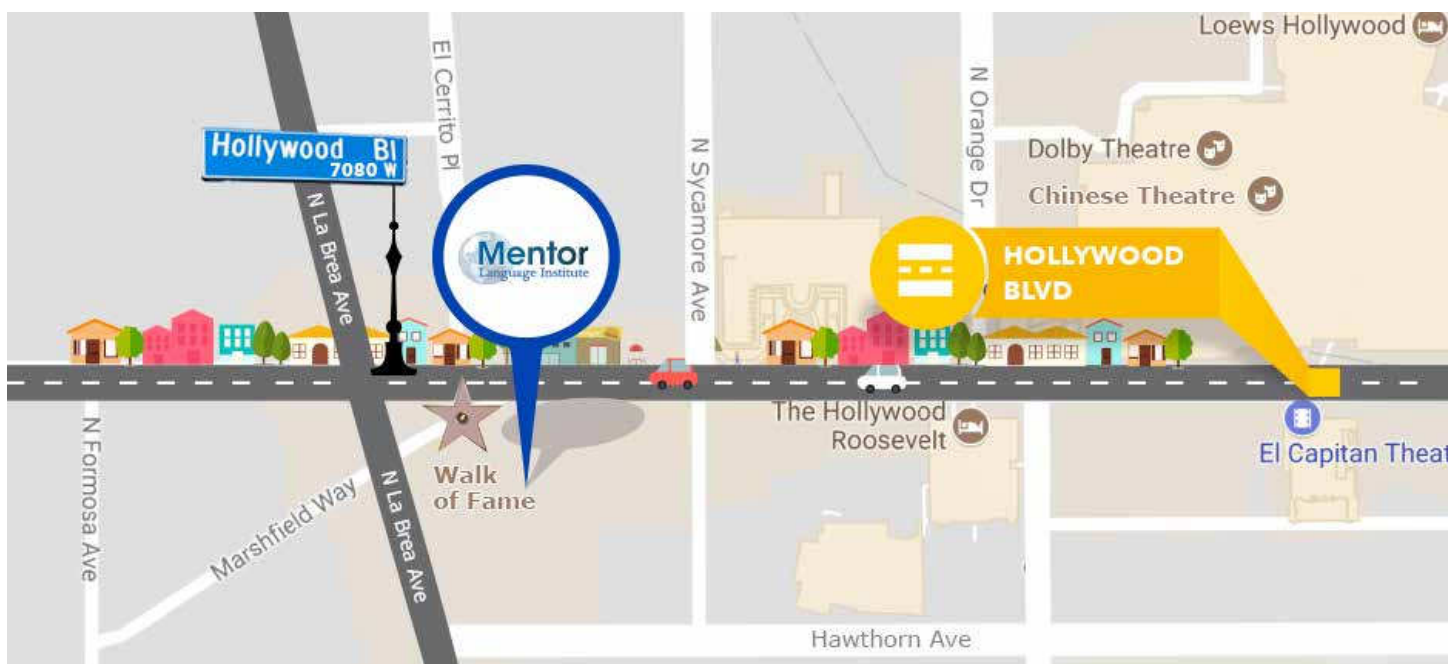 Loews Hollywood
El Cerrito Pl
N Orange Dr
Hollywood Bl
7080 W
N Sycamore Ave
Dolby Theatre
Chinese Theatre
N La Brea Ave
Mentor
Language Institute
HOLLYWOOD
BLVD
The Hollywood
Roosevelt
N Formosa Ave
Walk
of Fame
El Capitan Theat
Marshfield Way
N La Brea Ave
Hawthorn Ave